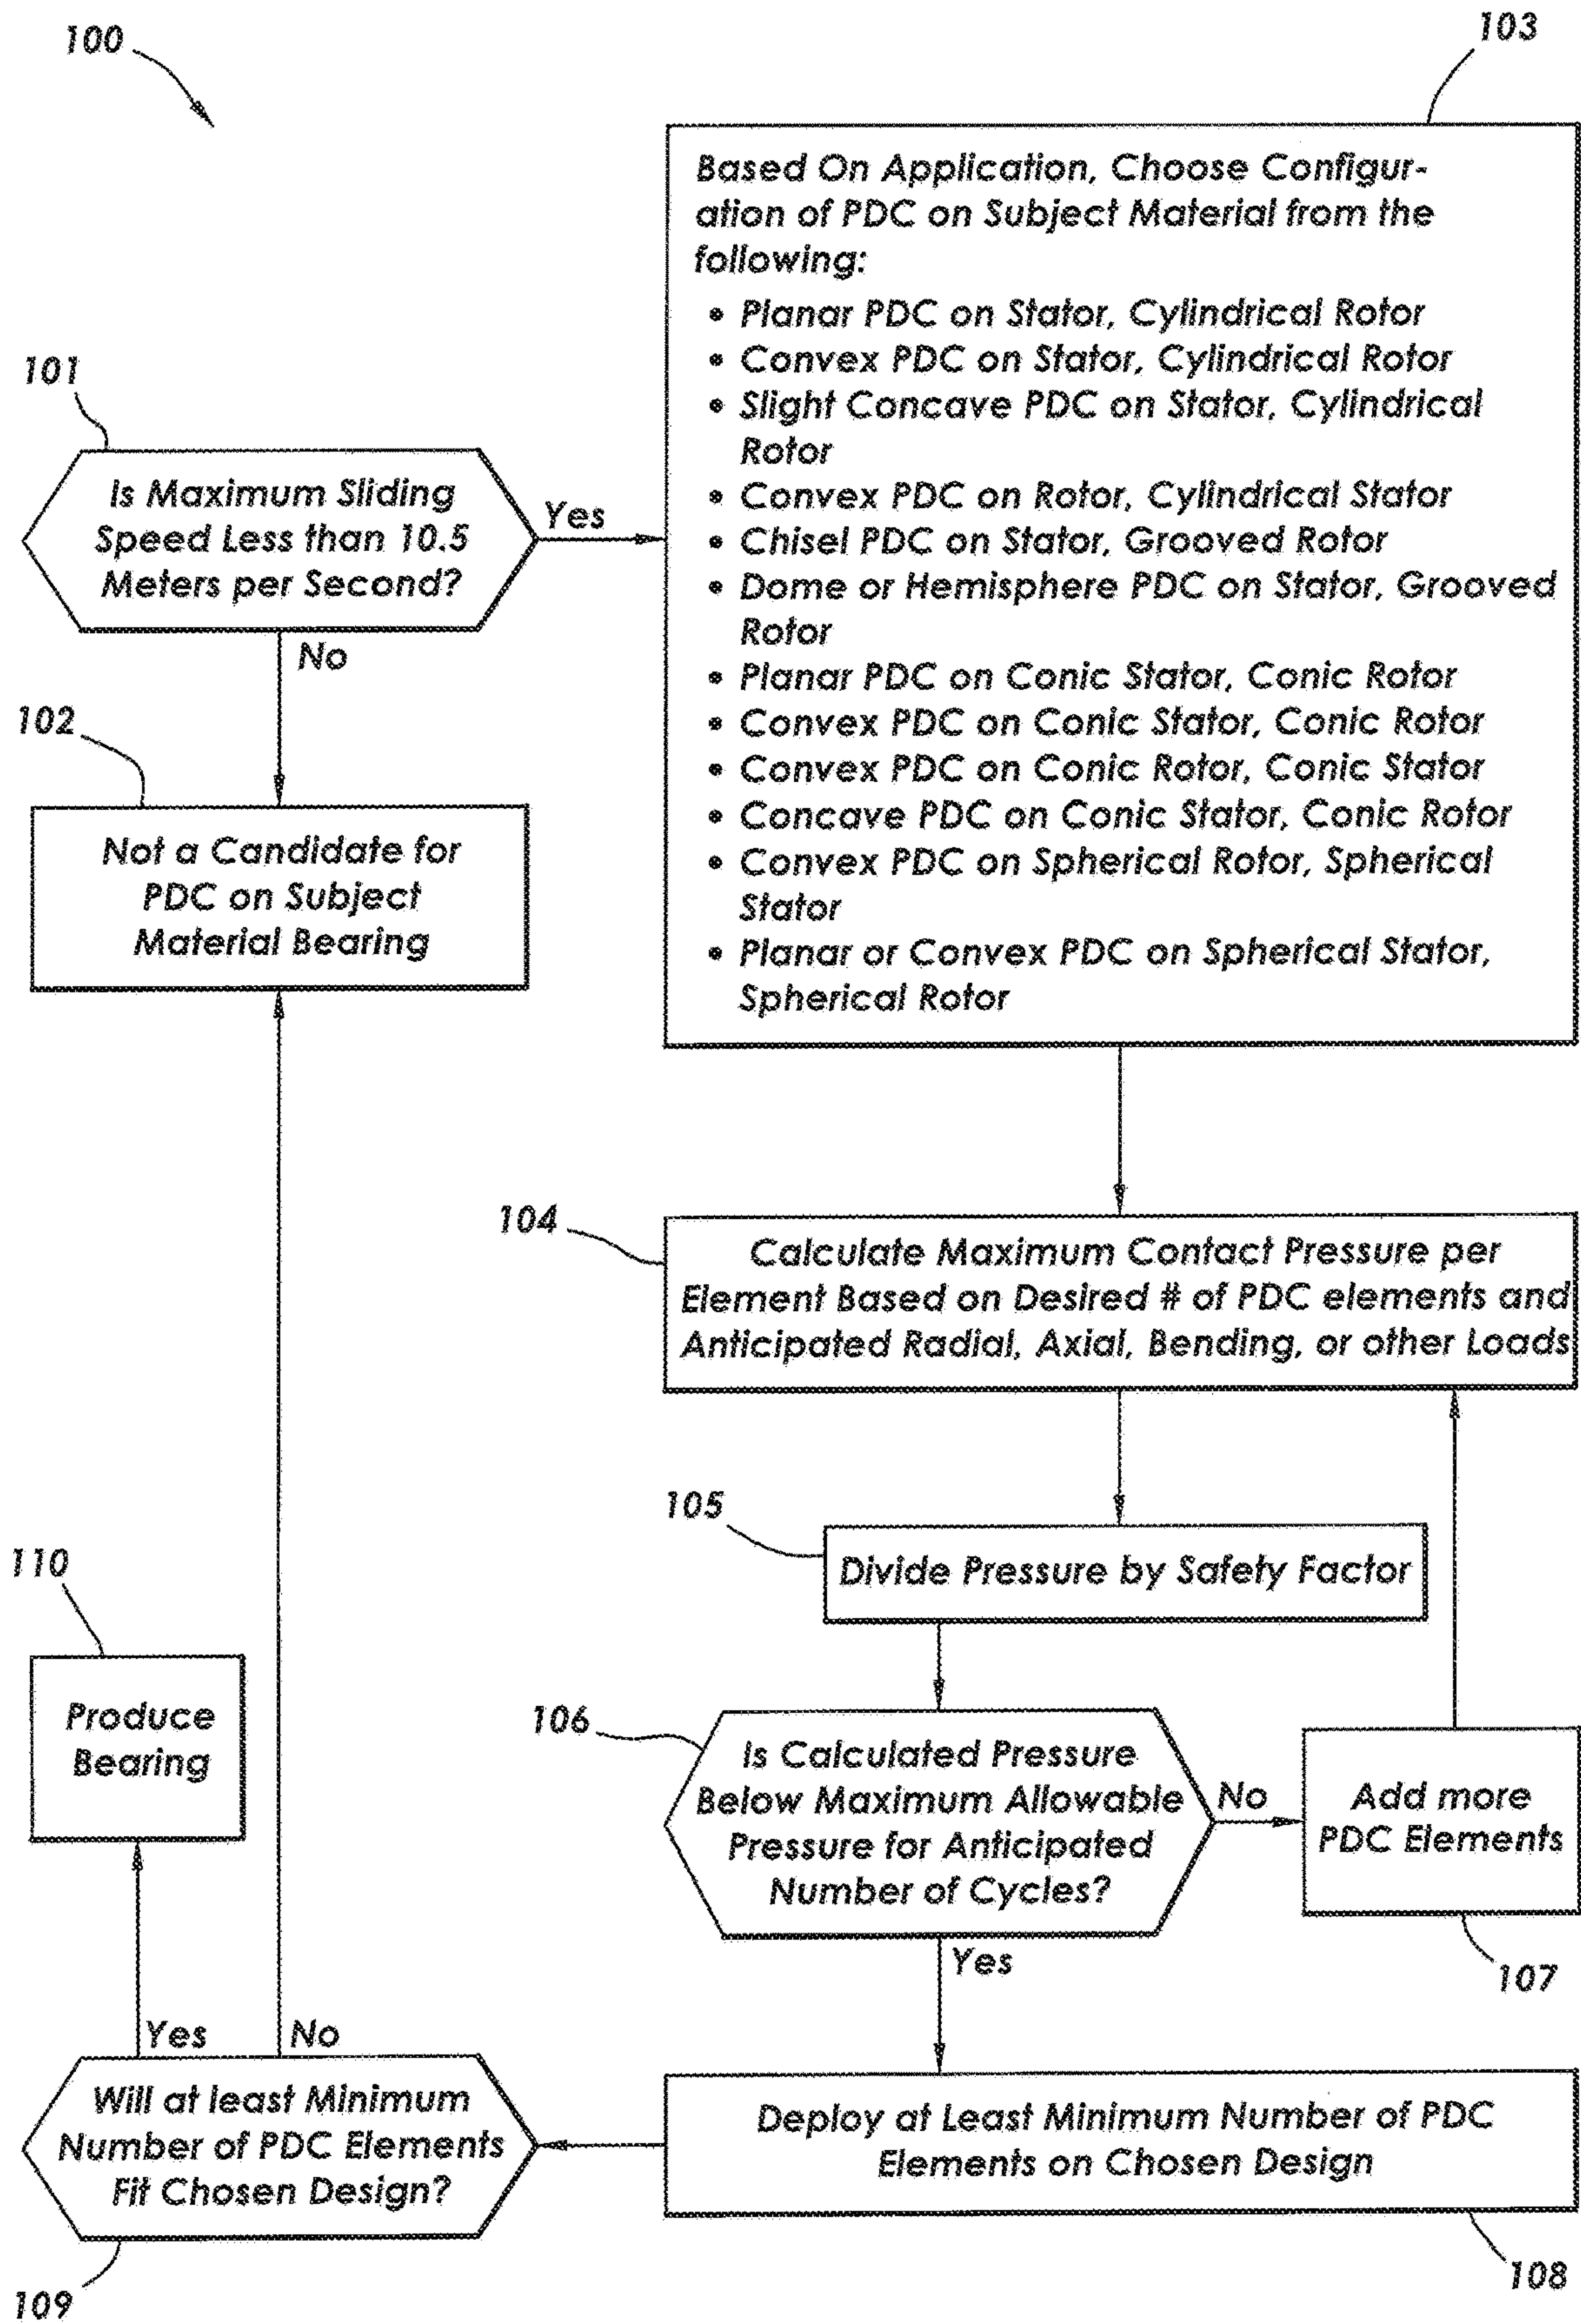 100
103
Based On Application, Choose Configur-
ation of PDC on Subject Material from the
following:
• Planar PDC on Stator, Cylindrical Rotor
• Convex PDC on Stator, Cylindrical Rotor
• Slight Concave PDC on Stator, Cylindrical
Rotor
• Convex PDC on Rotor, Cylindrical Stator
• Chisel PDC on Stator, Grooved Rotor
• Dome or Hemisphere PDC on Stator, Grooved
Rotor
• Planar PDC on Conic Stator, Conic Rotor
• Convex PDC on Conic Stator, Conic Rotor
• Convex PDC on Conic Rotor, Conic Stator
• Concave PDC on Conic Stator, Conic Rotor
• Convex PDC on Spherical Rotor, Spherical
Stator
• Planar or Convex PDC on Spherical Stator,
Spherical Rotor
101
Is Maximum Sliding
Speed Less than 10.5
Meters per Second?
Yes
No
102
Not a Candidate for
PDC on Subject
Material Bearing
104
Calculate Maximum Contact Pressure per
Element Based on Desired # of PDC elements and
Anticipated Radial, Axial, Bending, or other Loads
105
Divide Pressure by Safety Factor
106
Is Calculated Pressure
Below Maximum Allowable
Pressure for Anticipated
Number of Cycles?
No
Add more
PDC Elements
107
Yes
110
Produce
Bearing
Yes
No
Will at least Minimum
Number of PDC Elements
Fit Chosen Design?
109
Deploy at Least Minimum Number of PDC
Elements on Chosen Design
108